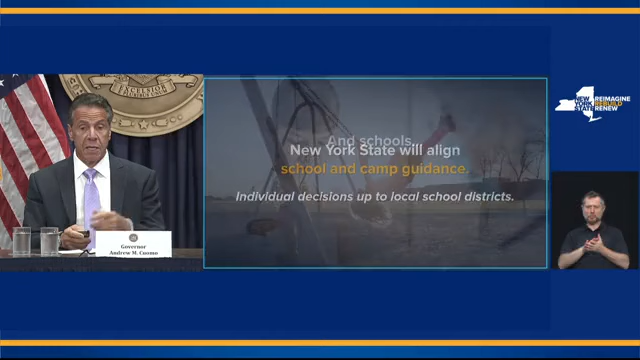 EXCELSIOR
And schools.
New York State will align
school and camp guidance.
Individual decisions up to local school districts.
Governor
Andrew M. Cuomo
NEW
YORK
STATE
REIMAGINE
REBUILD
RENEW